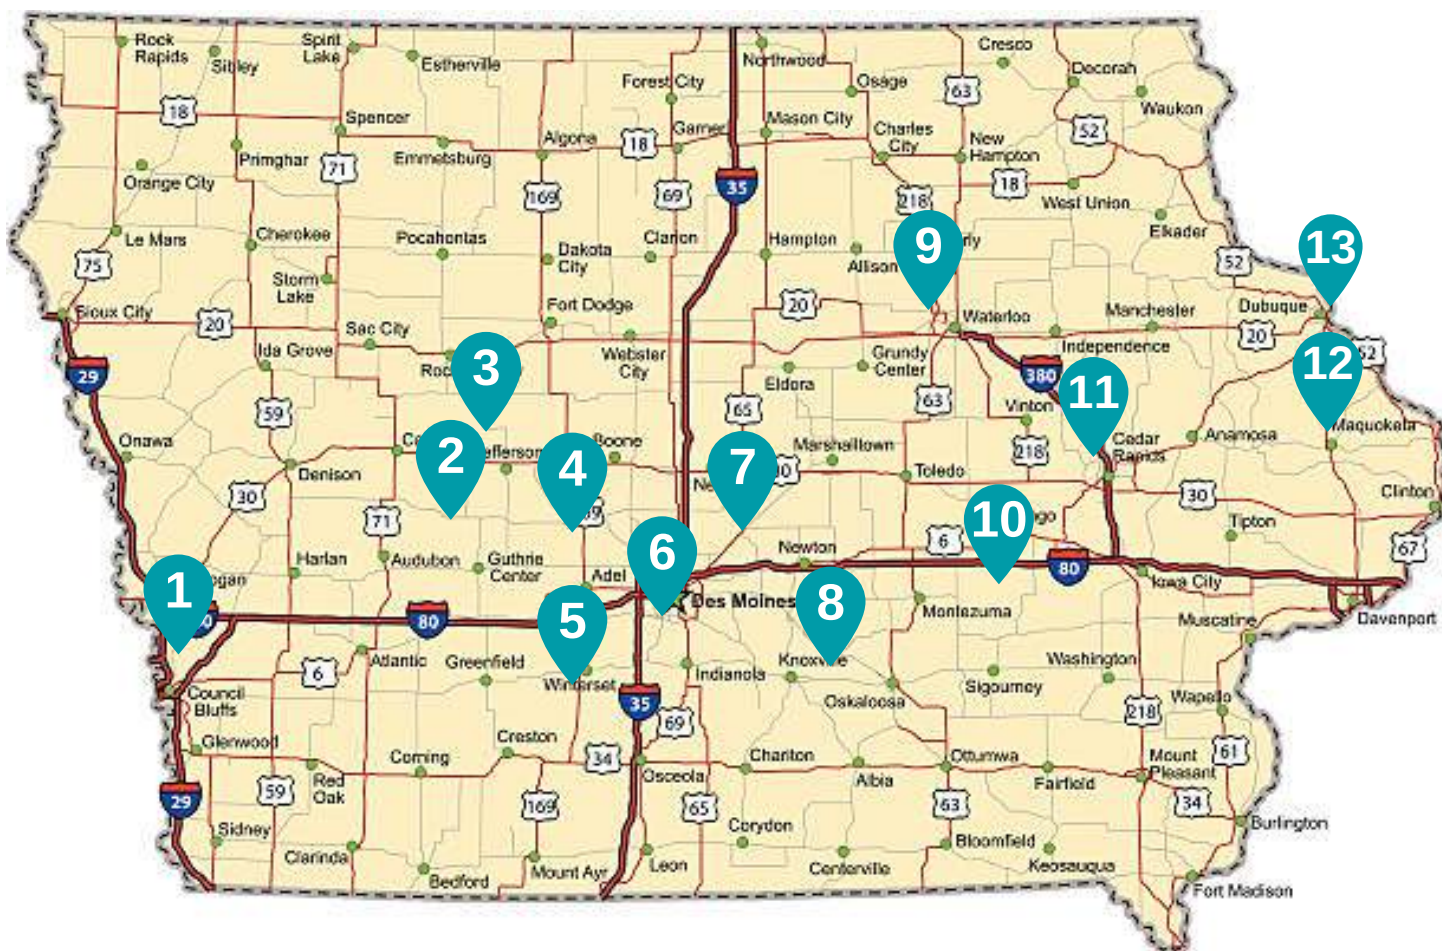 Rock
Rapids
Sibley
Spirit
Lake
Estherville
Forest City
Northwood
Cresco
Osage
63
Decorah
Waukon
18
Spencer
Emmetsburg
Algona
18
Garner
Mason City
Charles
City
New
Hampton
52
Primghar
71
Orange City
169
69
35
218
18
West Union
Elkader
Le Mars
Cherokee
Pocahontas
Dakota
City
Clarion
Hampton
Allison
9
13
75
Storm
Lake
52
Sioux City
20
Sac City
Fort Dodge
20
Waterloo
Manchester
Dubuque
20
Ida Grove
Webster
City
Grundy
Center
Independence
29
3
Eldora
380
12
59
65
63
Vinton
11
Maquoketa
Onawa
Denison
2
4
Boone
7
Marshalltown
Toledo
218
Cedar
Rapids
Anamosa
30
71
30
Clinton
Tipton
67
10
6
Harlan
Audubon
Guthrie
Center
Adel
6
Newton
80
Iowa City
1
80
5
Des Moines
8
Montezuma
Muscatine
Davenport
6
Atlantic
Greenfield
Winterset
Indianola
Knoxville
Oskaloosa
Sigourney
Washington
Wapello
Council
Bluffs
35
69
218
Glenwood
Creston
34
Corning
Osceola
Chariton
Albia
Ottumwa
Fairfield
Mount
Pleasant
61
Red
Oak
59
29
169
65
63
34
Sidney
Clarinda
Bedford
Mount Ayr
Leon
Corydon
Centerville
Bloomfield
Keosauqua
Burlington
Fort Madison